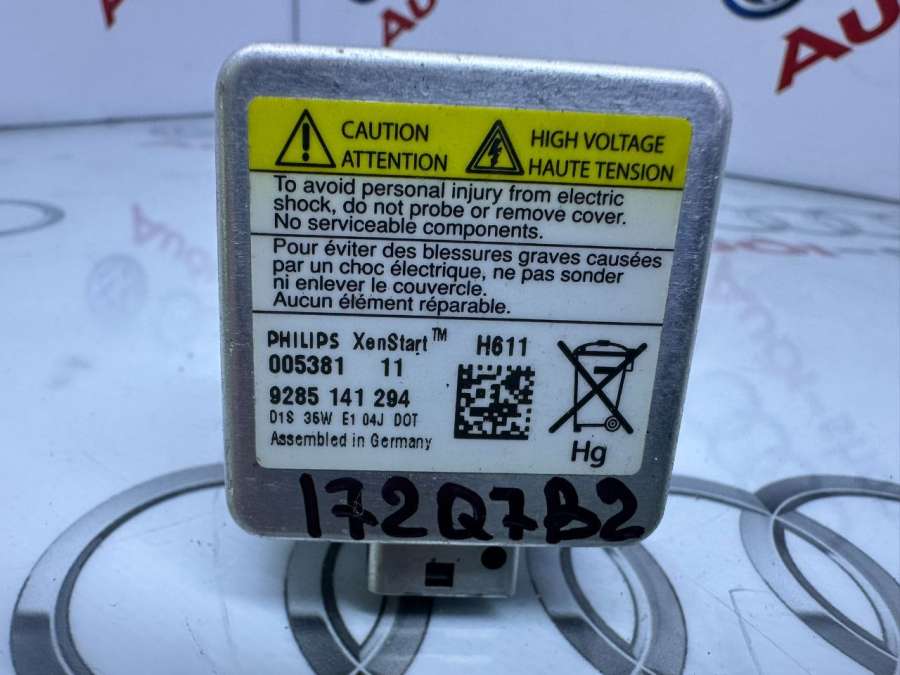 CAUTION
ATTENTION
HIGH VOLTAGE
HAUTE TENSION
To avoid personal injury from electric
shock, do not probe or remove cover.
No serviceable components.
Pour éviter des blessures graves causées
par un choc électrique, ne pas sonder
ni enlever le couvercle.
Aucun élément réparable.
PHILIPS XenStart™ H611
005381 11
9285 141 294
D1S 35W E1 04J DOT
Assembled in Germany
Hg
172Q7B2
Audi
Audi